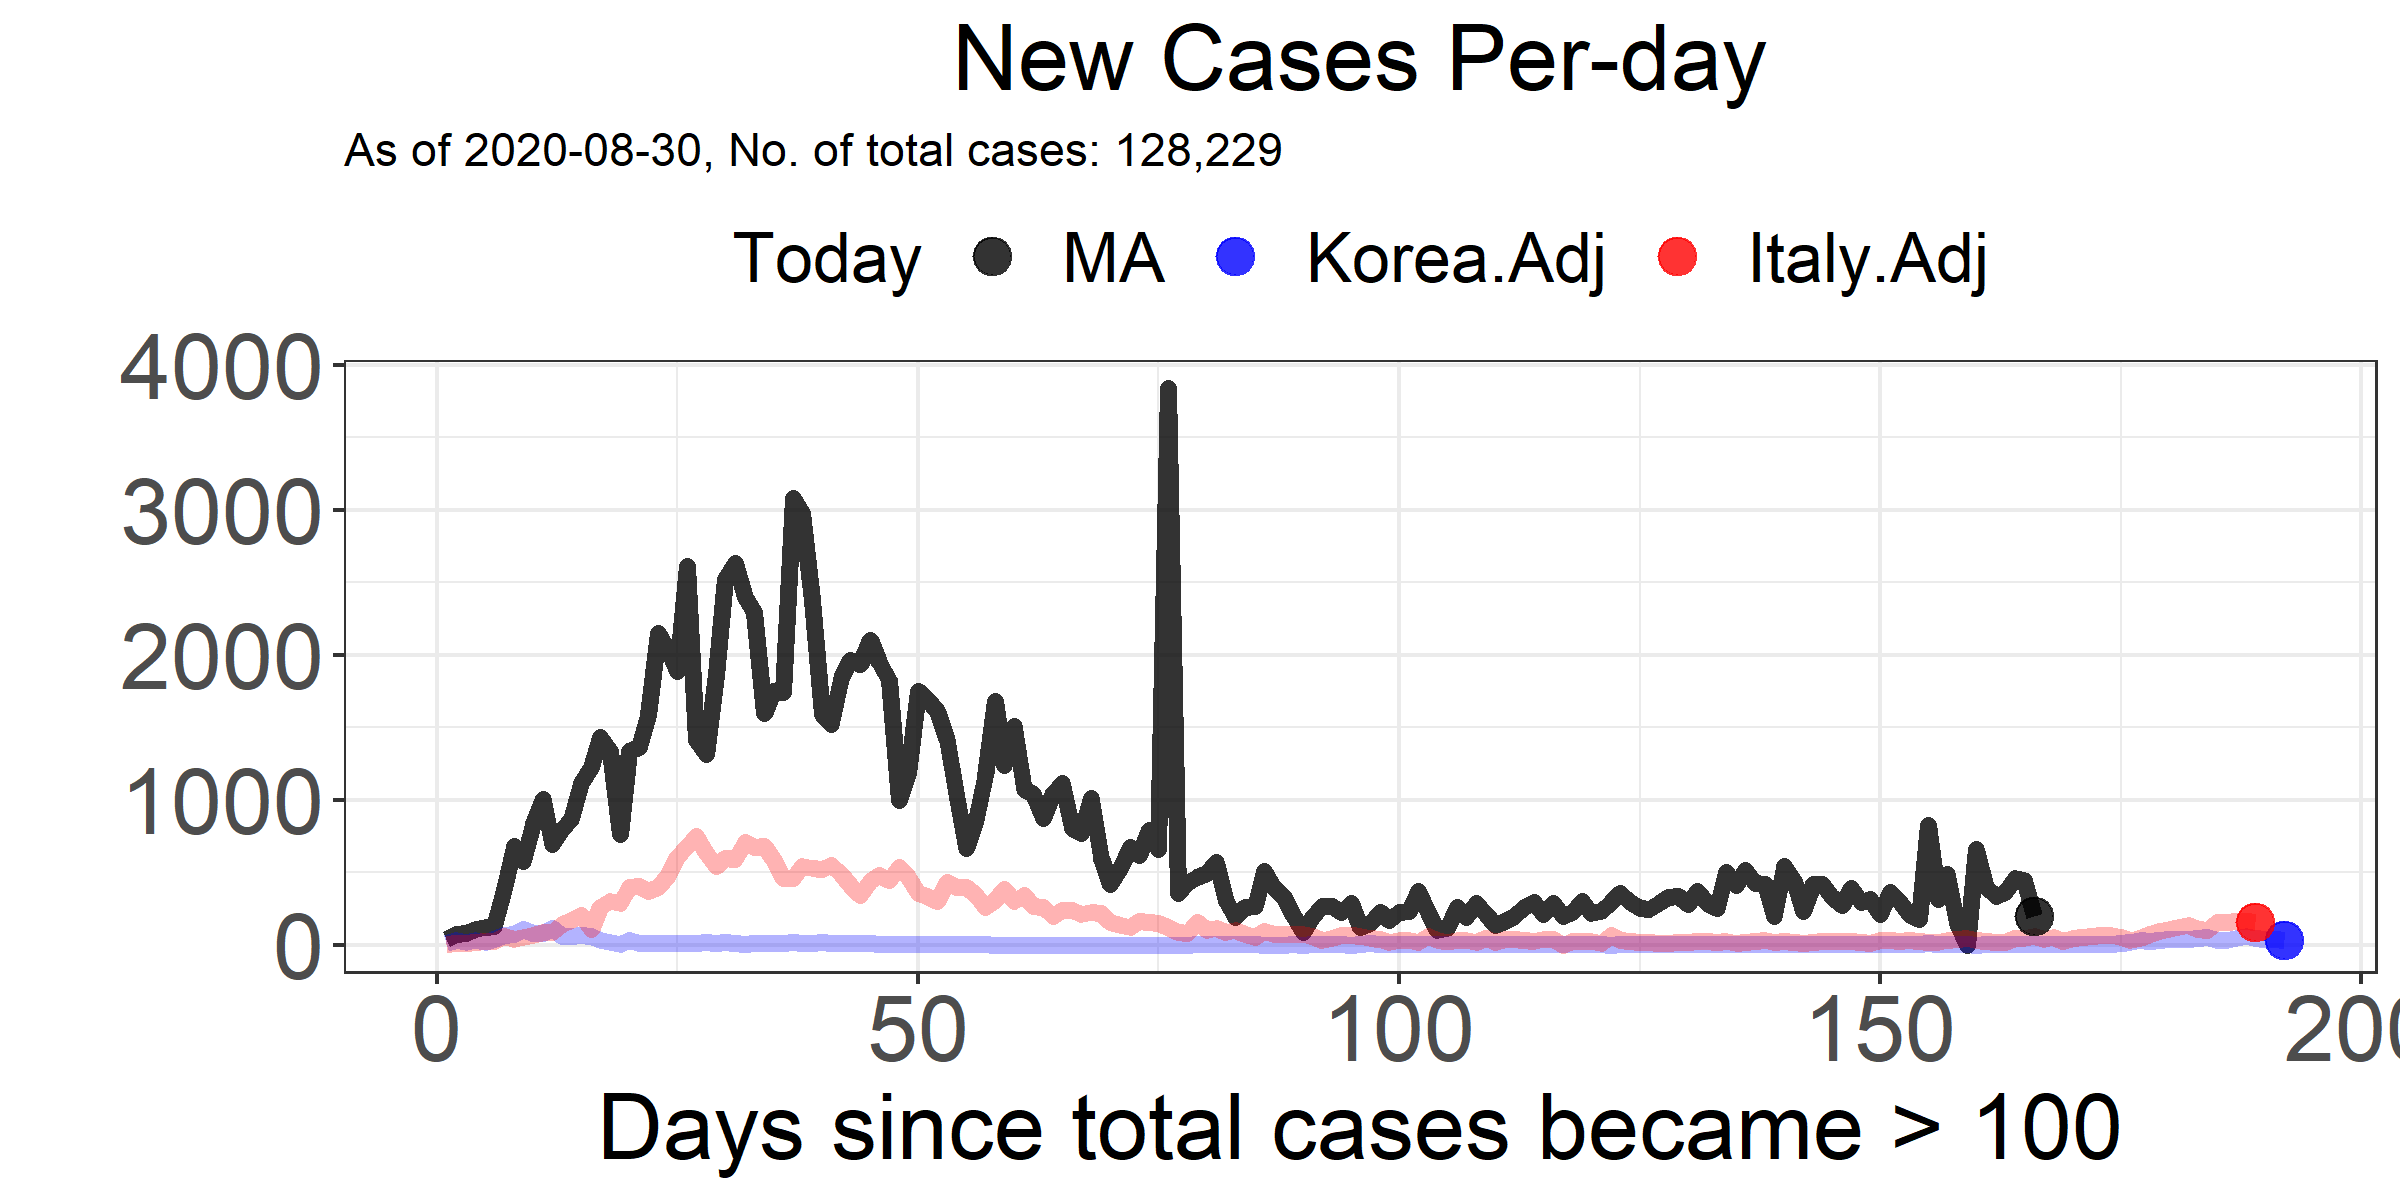 New Cases Per-day
As of 2020-08-30, No. of total cases: 128,229
Today MA Korea.Adj Italy.Adj
4000
3000
2000
1000
0
0 50 100 150 200
Days since total cases became > 100